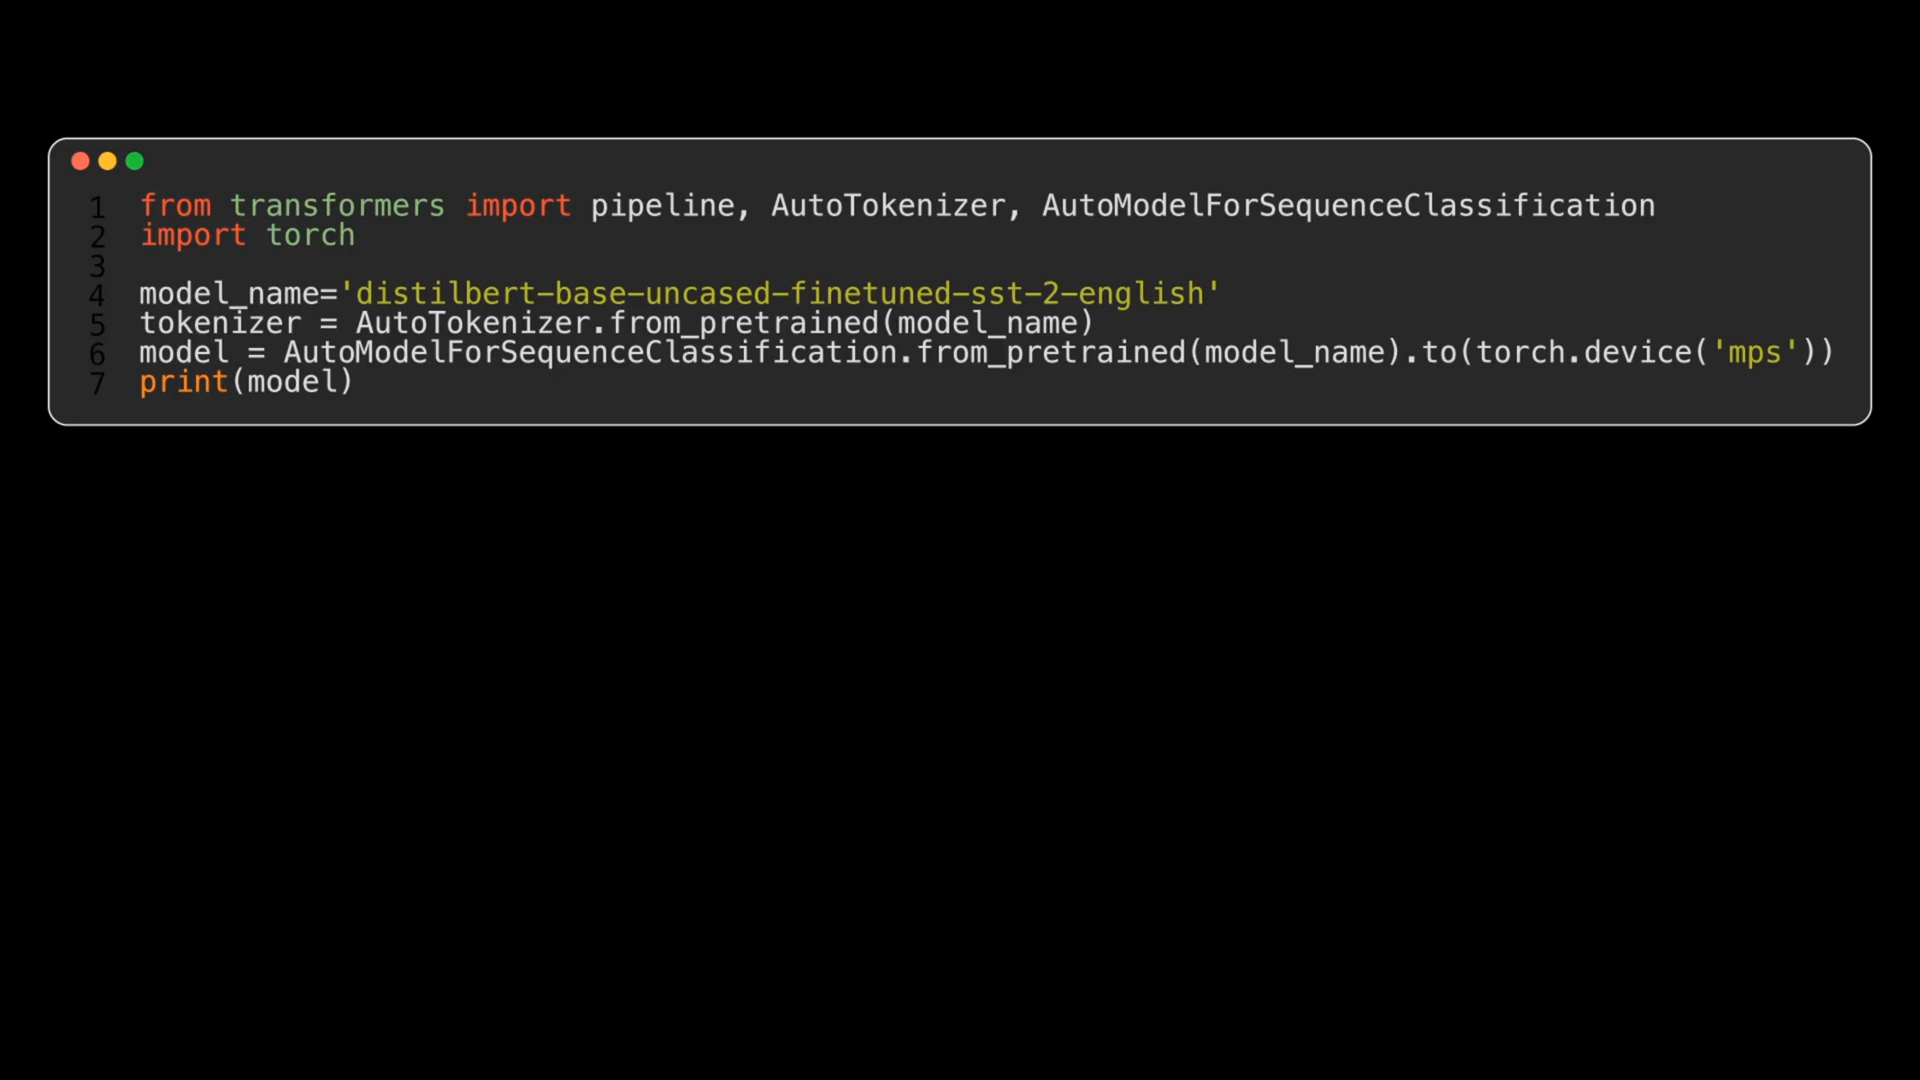 1 from transformers import pipeline, AutoTokenizer, AutoModelForSequenceClassification
2 import torch
3
4 model_name='distilbert-base-uncased-finetuned-sst-2-english'
5 tokenizer = AutoTokenizer.from_pretrained(model_name)
6 model = AutoModelForSequenceClassification.from_pretrained(model_name).to(torch.device('mps'))
7 print(model)